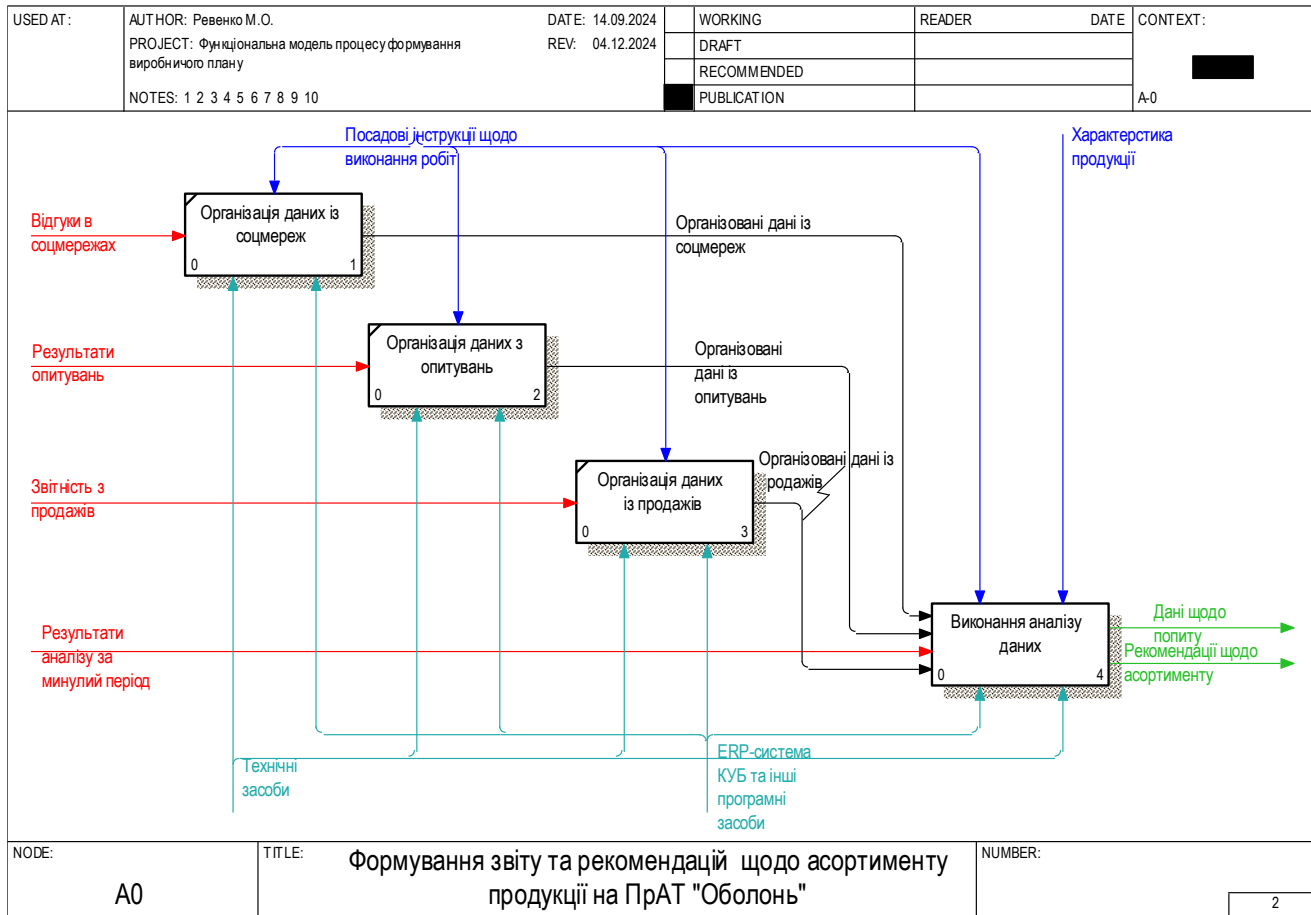 USED AT:
AUTHOR: Ревенко М.О.
DATE: 14.09.2024
PROJECT: Функціональна модель процесу формування
виробничого плану
REV: 04.12.2024
NOTES: 1 2 3 4 5 6 7 8 9 10
WORKING
DRAFT
RECOMMENDED
PUBLICATION
READER
DATE
CONTEXT:
A-0
Посадові інструкції щодо
виконання робіт
Характерстика
продукції
Відгуки в
соцмережах
Організація даних із
соцмереж
0
1
Організовані дані із
соцмереж
Результати
опитувань
Організація даних з
опитувань
0
2
Організовані
дані із
опитувань
Звітність з
продажів
Організація даних
із продажів
0
3
Організовані дані із
родажів
Результати
аналізу за
минулий період
Виконання аналізу
даних
0
4
Дані щодо
попиту
Рекомендації щодо
асортименту
Технічні
засоби
ERP-система
КУБ та інші
програмні
засоби
NODE:
A0
TITLE:
Формування звіту та рекомендацій щодо асортименту
продукції на ПрАТ "Оболонь"
NUMBER:
2